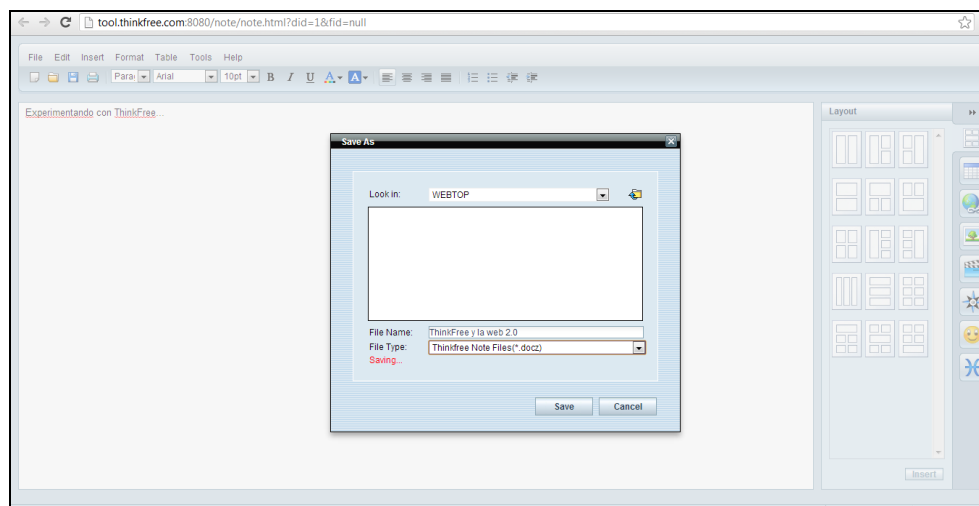 tool.thinkfree.com:8080/note/note.html?did=1&fid=null
File Edit Insert Format Table Tools Help
Para Arial 10pt B I U A A
Experimentando con ThinkFree...
Layout
Save As
Look in: WEBTOP
File Name: ThinkFree y la web 2.0
File Type: Thinkfree Note Files(*.docz)
Saving...
Save Cancel
Insert